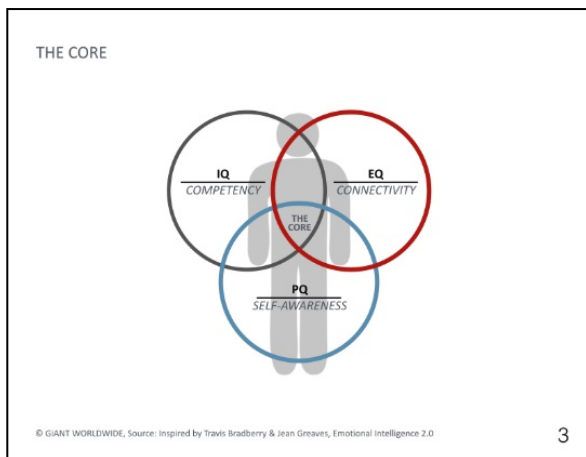 THE CORE
IQ
COMPETENCY
EQ
CONNECTIVITY
THE
CORE
PQ
SELF-AWARENESS
© GiANT WORLDWIDE, Source: Inspired by Travis Bradberry & Jean Greaves, Emotional Intelligence 2.0
3